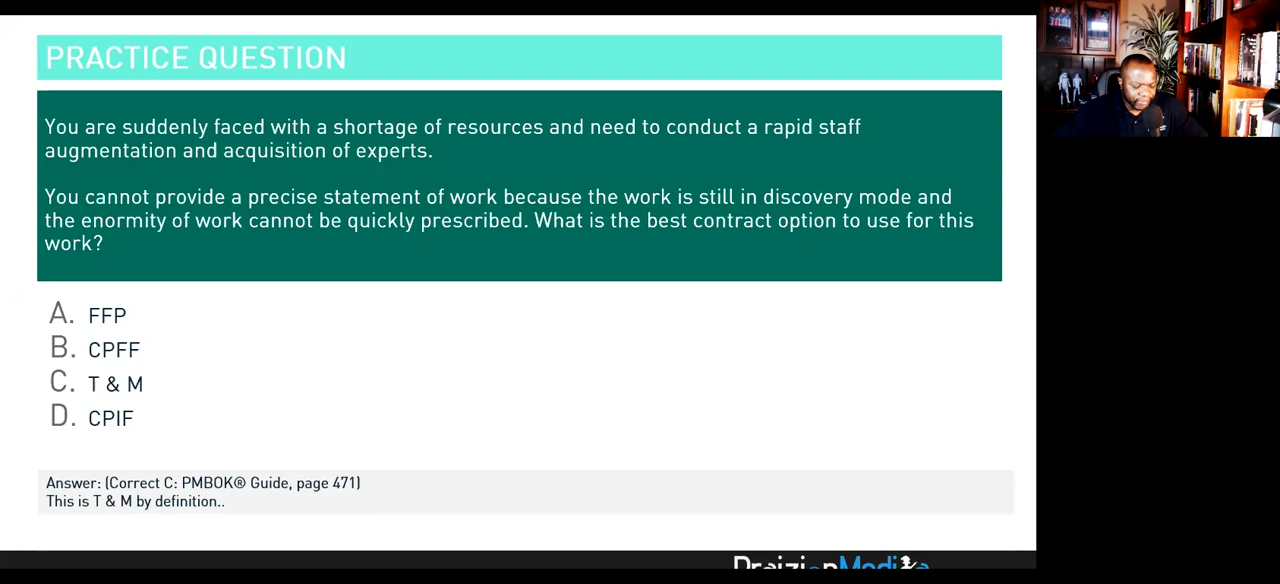 PRACTICE QUESTION
You are suddenly faced with a shortage of resources and need to conduct a rapid staff
augmentation and acquisition of experts.
You cannot provide a precise statement of work because the work is still in discovery mode and
the enormity of work cannot be quickly prescribed. What is the best contract option to use for this
work?
A. FFP
B. CPFF
C. T & M
D. CPIF
Answer: (Correct C: PMBOK® Guide, page 471)
This is T & M by definition..